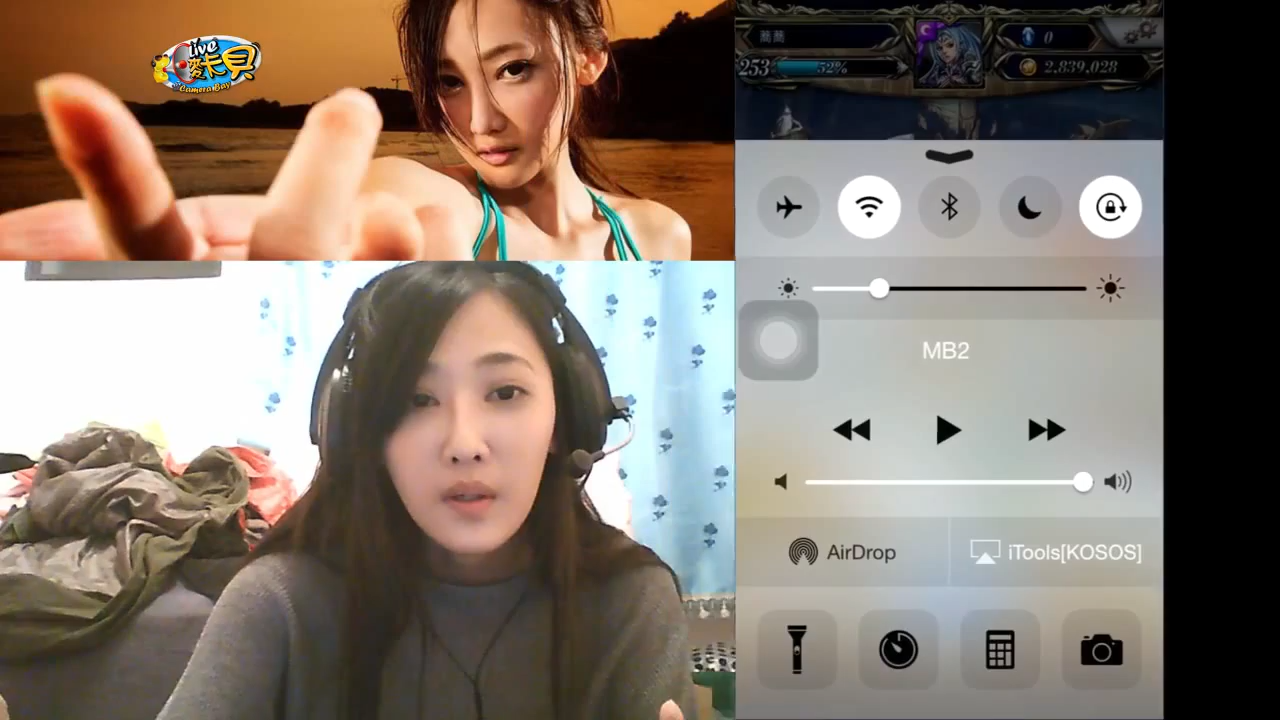 Live
麥卡貝
Camera Bay
0
253
52%
2,839,028
MB2
AirDrop
iTools[KOSOS]